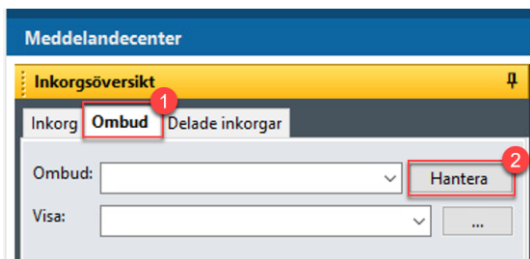 Meddelandecenter
Inkorgsöversikt
1
Inkorg Ombud Delade inkorgar
2
Ombud: Hantera
Visa: ...